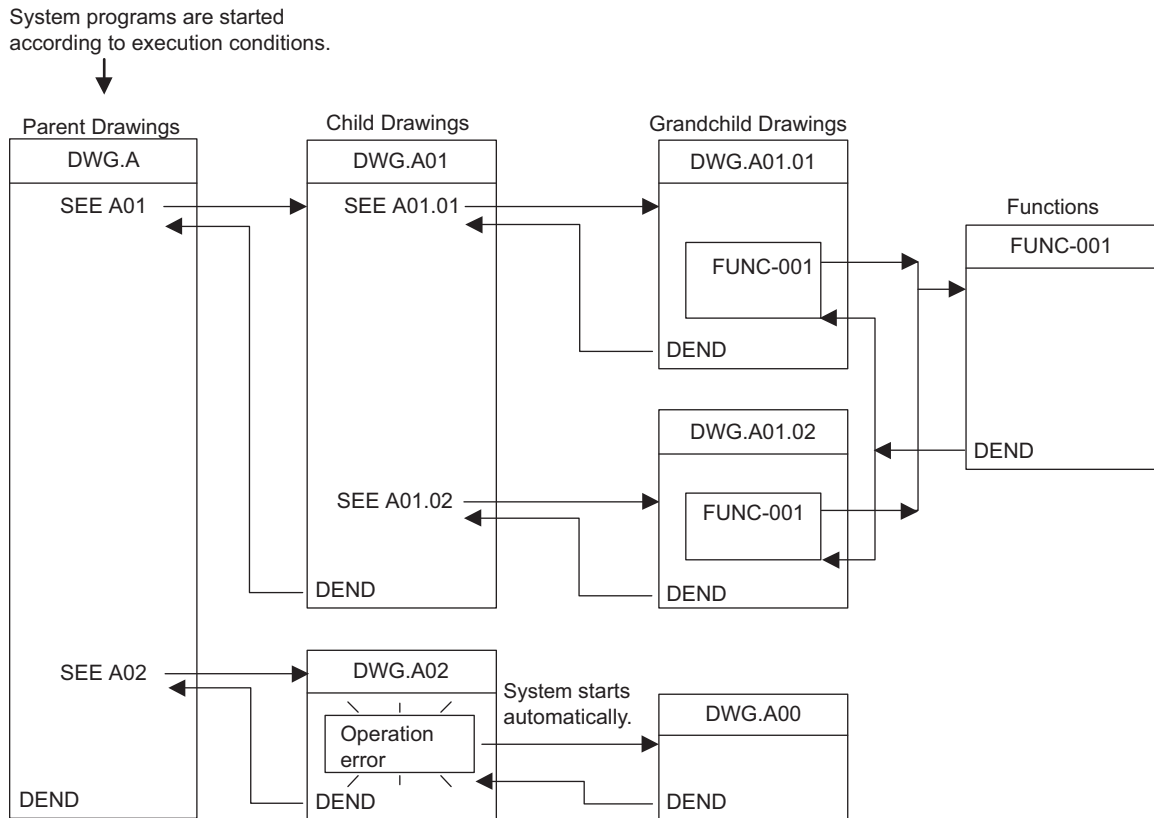 System programs are started
according to execution conditions.
Parent Drawings
Child Drawings
Grandchild Drawings
Functions
DWG.A
SEE A01
SEE A02
DEND
DWG.A01
SEE A01.01
SEE A01.02
DEND
DWG.A01.01
FUNC-001
DEND
DWG.A01.02
FUNC-001
DEND
FUNC-001
DEND
DWG.A02
Operation
error
DEND
System starts
automatically.
DWG.A00
DEND